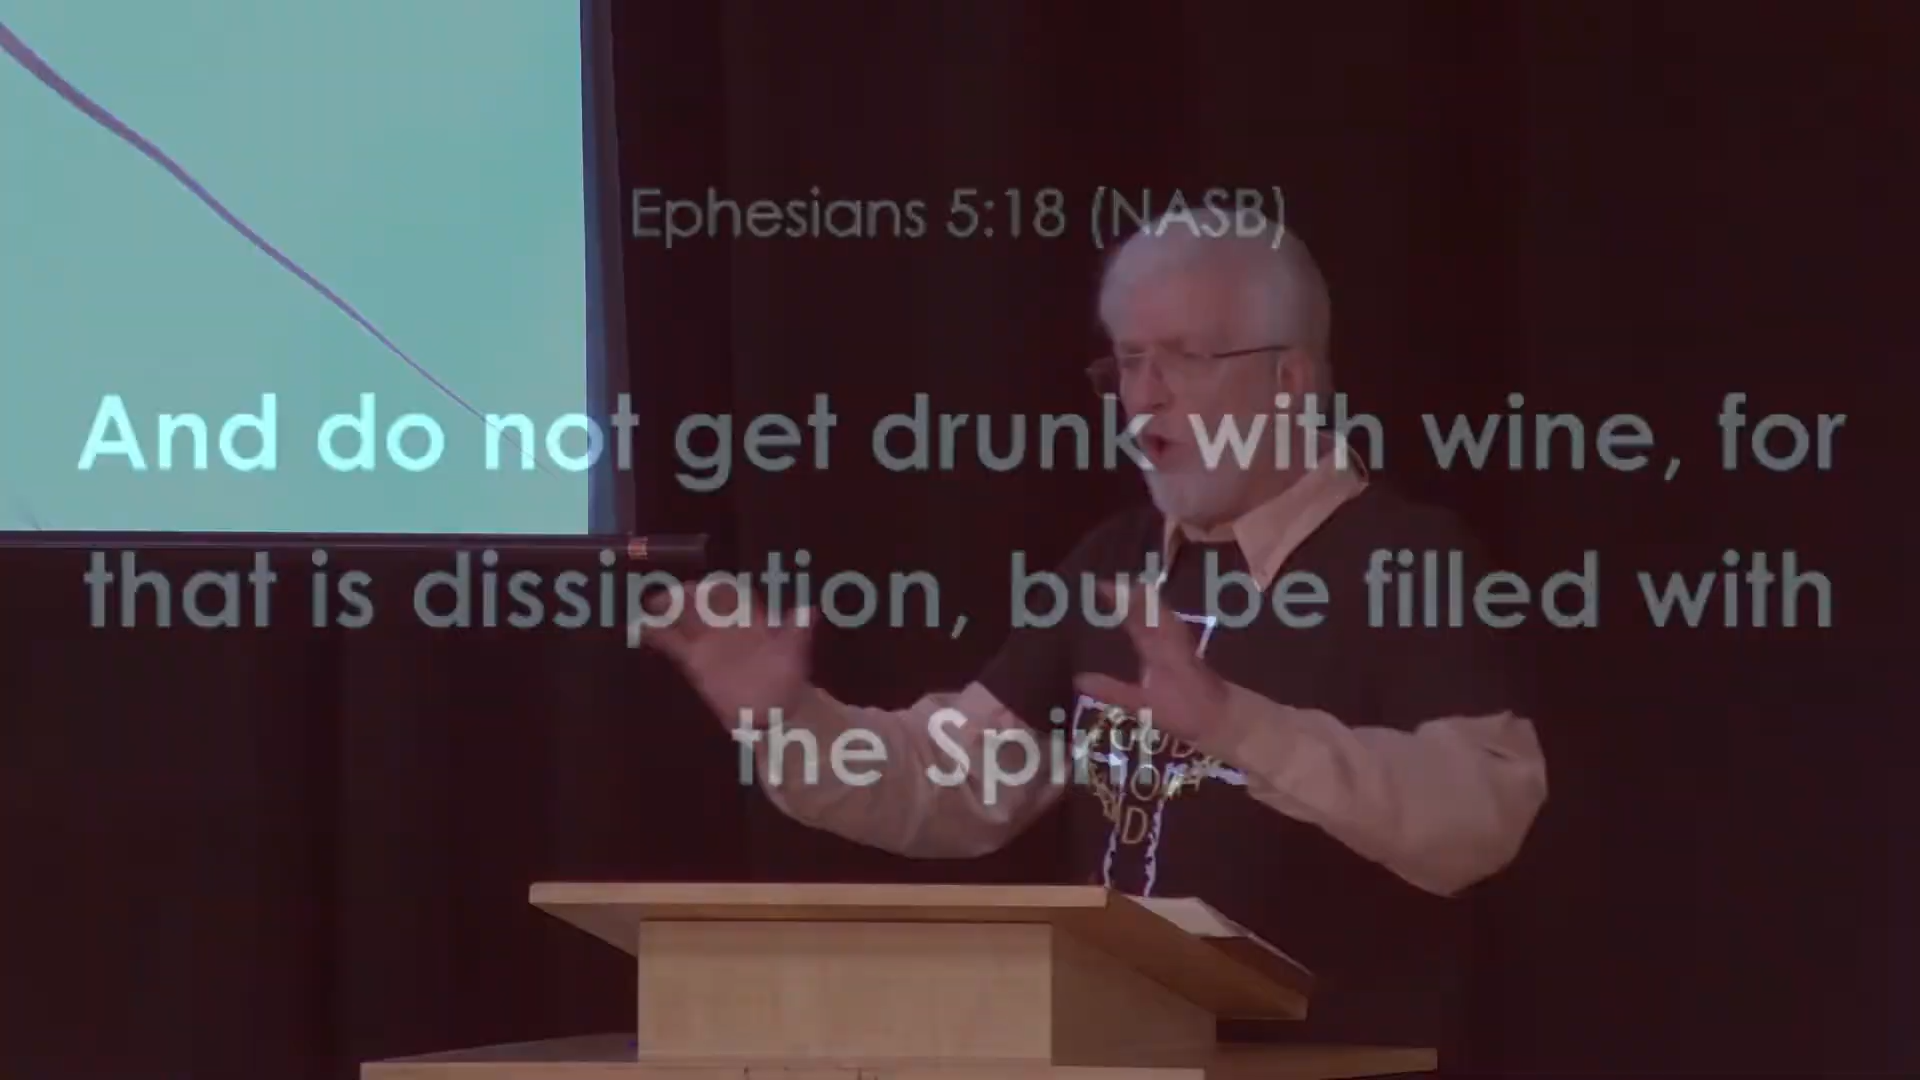 Ephesians 5:18 (NASB)
And do not get drunk with wine, for
that is dissipation, but be filled with
the Spirit